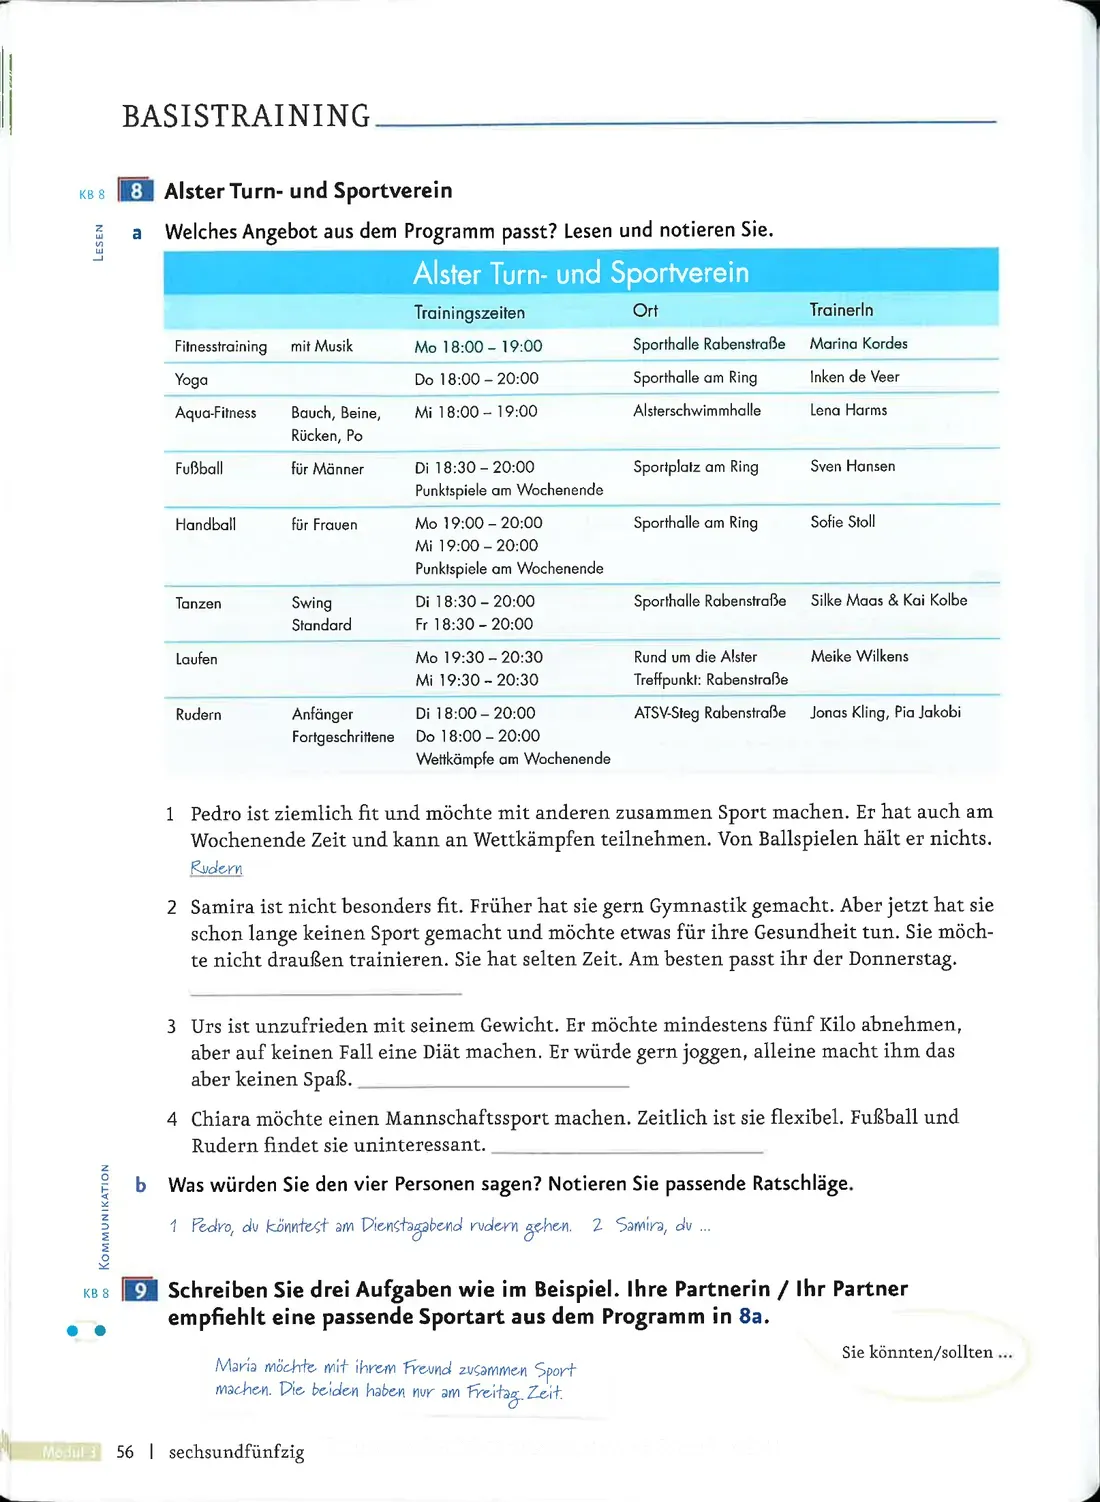 BASISTRAINING
KB 8 8 Alster Turn- und Sportverein
LESEN
a Welches Angebot aus dem Programm passt? Lesen und notieren Sie.
Alster Turn- und Sportverein
Trainingszeiten Ort TrainerIn
Fitnesstraining mit Musik Mo 18:00 – 19:00 Sporthalle Rabenstraße Marina Kordes
Yoga Do 18:00 – 20:00 Sporthalle am Ring Inken de Veer
Aqua-Fitness Bauch, Beine, Mi 18:00 – 19:00 Alsterschwimmhalle Lena Harms
Rücken, Po
Fußball für Männer Di 18:30 – 20:00 Sportplatz am Ring Sven Hansen
Punktspiele am Wochenende
Handball für Frauen Mo 19:00 – 20:00 Sporthalle am Ring Sofie Stoll
Mi 19:00 – 20:00
Punktspiele am Wochenende
Tanzen Swing Di 18:30 – 20:00 Sporthalle Rabenstraße Silke Maas & Kai Kolbe
Standard Fr 18:30 – 20:00
Laufen Mo 19:30 – 20:30 Rund um die Alster Meike Wilkens
Mi 19:30 – 20:30 Treffpunkt: Rabenstraße
Rudern Anfänger Di 18:00 – 20:00 ATSV-Steg Rabenstraße Jonas Kling, Pia Jakobi
Fortgeschrittene Do 18:00 – 20:00
Wettkämpfe am Wochenende
1 Pedro ist ziemlich fit und möchte mit anderen zusammen Sport machen. Er hat auch am
Wochenende Zeit und kann an Wettkämpfen teilnehmen. Von Ballspielen hält er nichts.
Rudern
2 Samira ist nicht besonders fit. Früher hat sie gern Gymnastik gemacht. Aber jetzt hat sie
schon lange keinen Sport gemacht und möchte etwas für ihre Gesundheit tun. Sie möch-
te nicht draußen trainieren. Sie hat selten Zeit. Am besten passt ihr der Donnerstag.
3 Urs ist unzufrieden mit seinem Gewicht. Er möchte mindestens fünf Kilo abnehmen,
aber auf keinen Fall eine Diät machen. Er würde gern joggen, alleine macht ihm das
aber keinen Spaß.
4 Chiara möchte einen Mannschaftssport machen. Zeitlich ist sie flexibel. Fußball und
Rudern findet sie uninteressant.
KOMMUNIKATION
b Was würden Sie den vier Personen sagen? Notieren Sie passende Ratschläge.
1 Pedro, du könntest am Dienstagabend rudern gehen. 2 Samira, du ...
KB 8 9 Schreiben Sie drei Aufgaben wie im Beispiel. Ihre Partnerin / Ihr Partner
empfiehlt eine passende Sportart aus dem Programm in 8a.
Sie könnten/sollten ...
Maria möchte mit ihrem Freund zusammen Sport
machen. Die beiden haben nur am Freitag Zeit.
Modul 3 56 | sechsundfünfzig